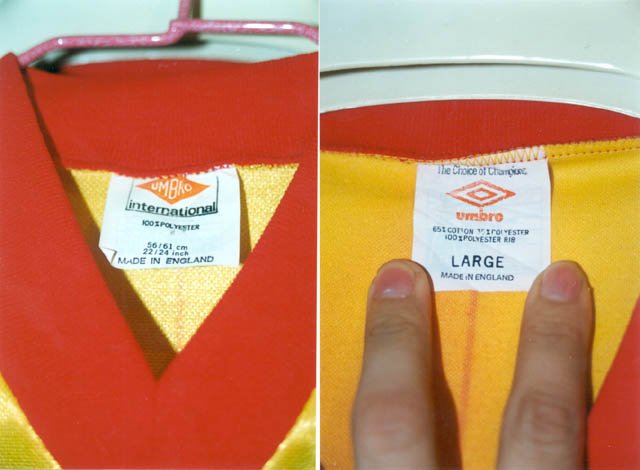 UMBRO
international
100% POLYESTER
56/61 cm
22/24 inch
MADE IN ENGLAND
The Choice of Champions
umbro
65% COTTON 35% POLYESTER
100% POLYESTER RIB
LARGE
MADE IN ENGLAND